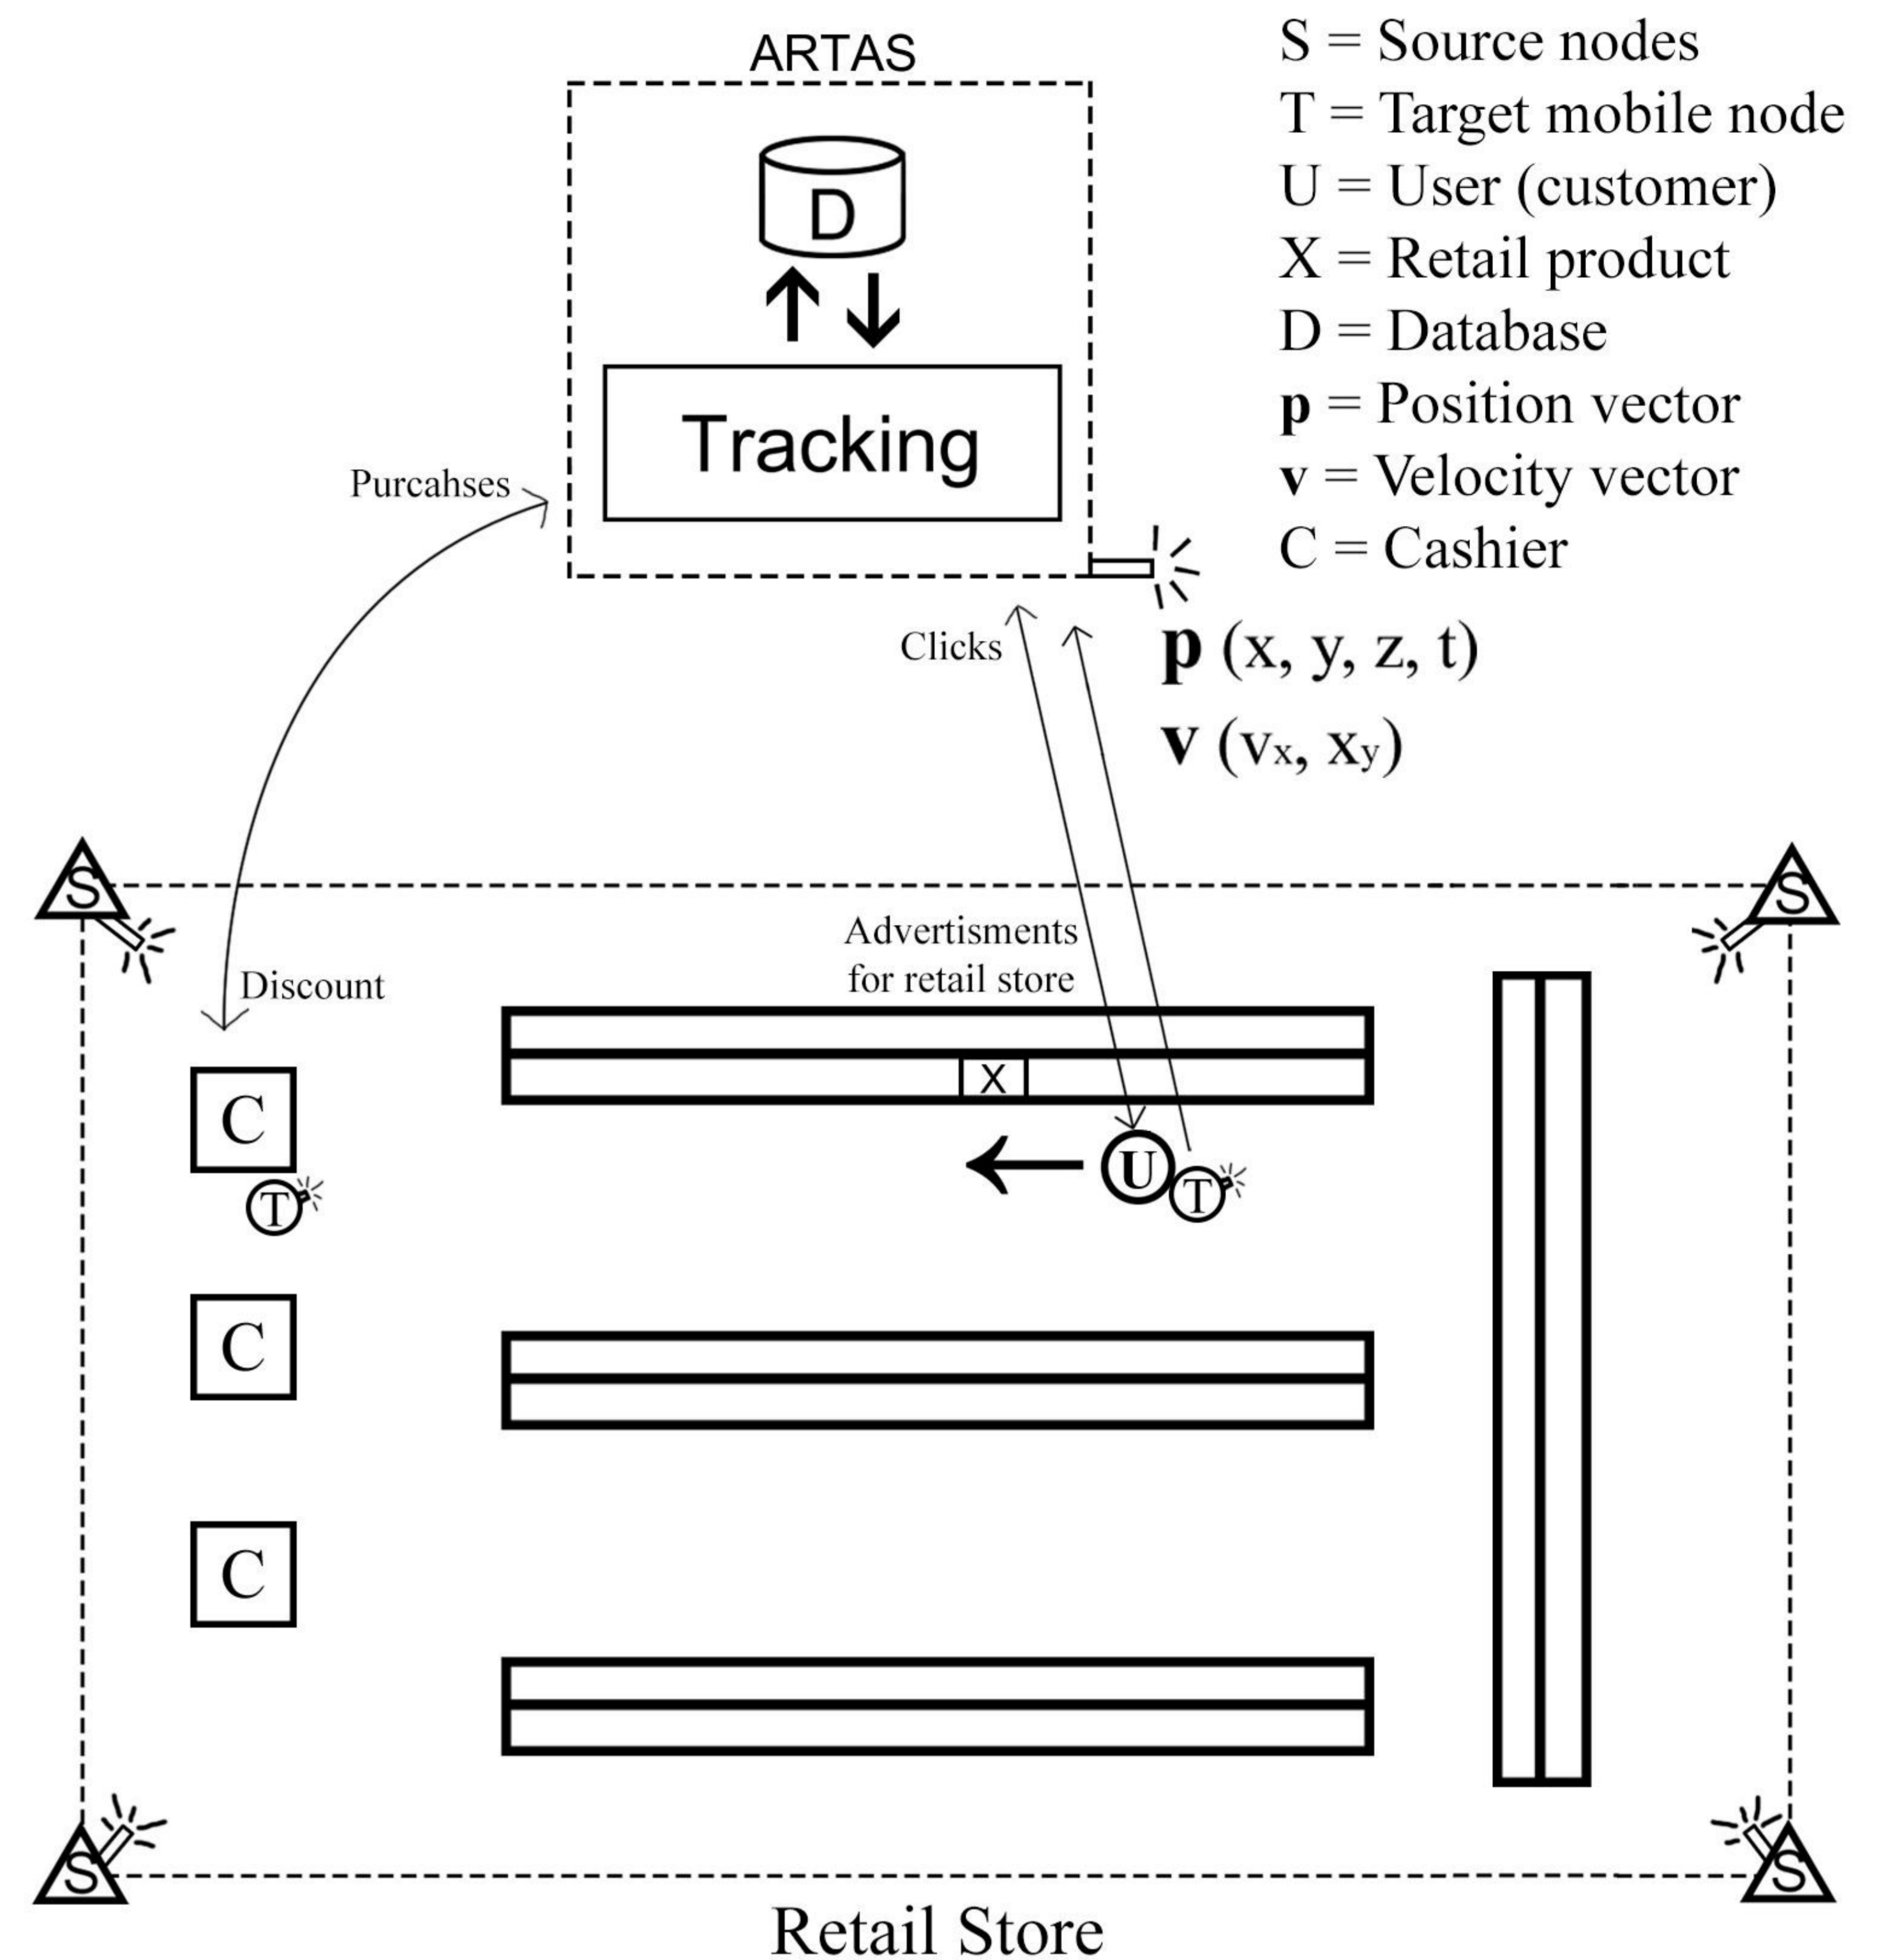 ARTAS
D
Tracking
S = Source nodes
T = Target mobile node
U = User (customer)
X = Retail product
D = Database
p = Position vector
v = Velocity vector
C = Cashier
Purcahses
Clicks
p (x, y, z, t)
v (vx, xy)
S
S
Advertisments
for retail store
Discount
X
C
U
T
T
C
C
S
S
Retail Store